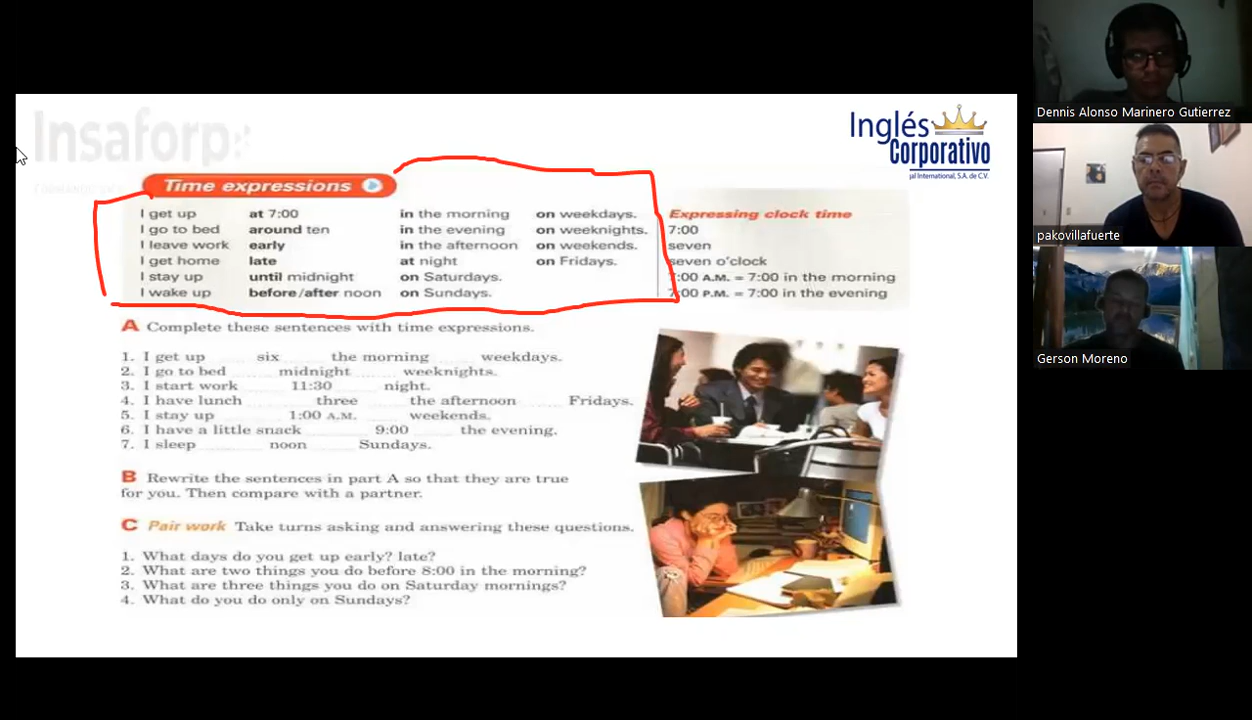 Insaforp
Inglés
Corporativo
al International, S.A. de C.V.
Time expressions
I get up at 7:00 in the morning on weekdays.
I go to bed around ten in the evening on weeknights.
I leave work early in the afternoon on weekends.
I get home late at night on Fridays.
I stay up until midnight on Saturdays.
I wake up before/after noon on Sundays.
Expressing clock time
7:00
seven
seven o'clock
7:00 A.M. = 7:00 in the morning
7:00 P.M. = 7:00 in the evening
A Complete these sentences with time expressions.
1. I get up ...... six ...... the morning ...... weekdays.
2. I go to bed ...... midnight ...... weeknights.
3. I start work ...... 11:30 ...... night.
4. I have lunch ...... three ...... the afternoon ...... Fridays.
5. I stay up ...... 1:00 A.M. ...... weekends.
6. I have a little snack ...... 9:00 ...... the evening.
7. I sleep ...... noon ...... Sundays.
B Rewrite the sentences in part A so that they are true
for you. Then compare with a partner.
C Pair work Take turns asking and answering these questions.
1. What days do you get up early? late?
2. What are two things you do before 8:00 in the morning?
3. What are three things you do on Saturday mornings?
4. What do you do only on Sundays?
Dennis Alonso Marinero Gutierrez
pakovillafuerte
Gerson Moreno